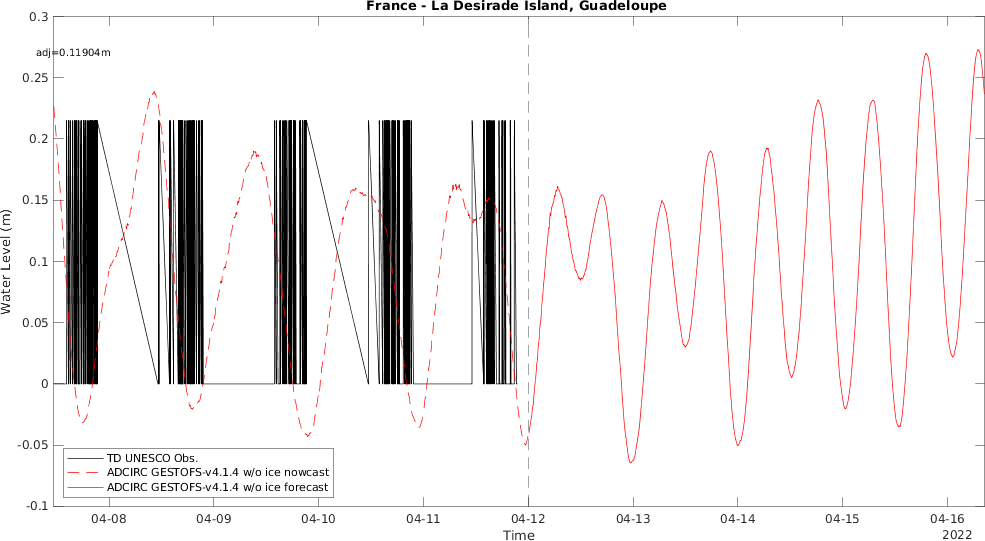 France - La Desirade Island, Guadeloupe
adj=0.11904m
0.3
0.25
0.2
0.15
0.1
0.05
0
-0.05
-0.1
Water Level (m)
TD UNESCO Obs.
ADCIRC GESTOFS-v4.1.4 w/o ice nowcast
ADCIRC GESTOFS-v4.1.4 w/o ice forecast
04-08 04-09 04-10 04-11 04-12 04-13 04-14 04-15 04-16
Time
2022